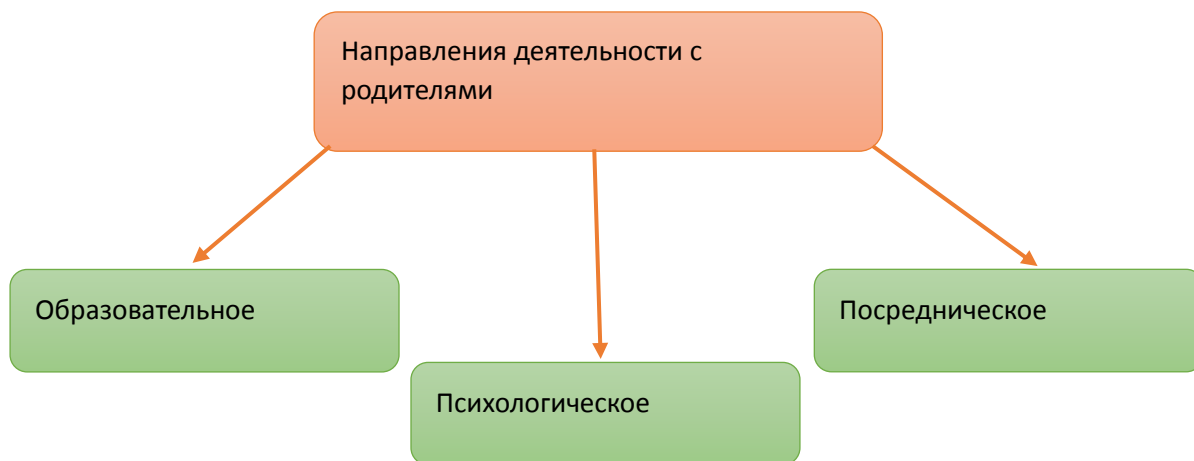 Направления деятельности с
родителями
Образовательное
Посредническое
Психологическое